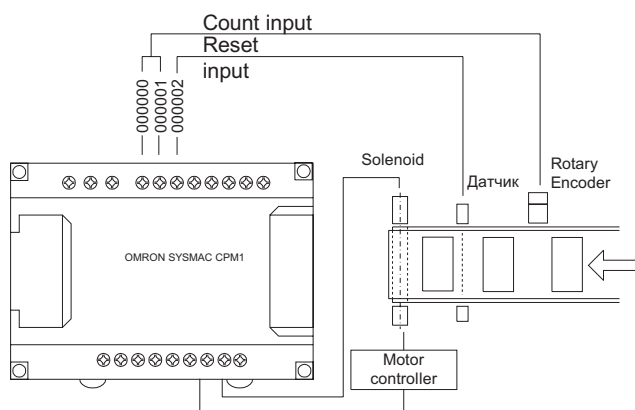 Count input
Reset
input
000000
000001
000002
Solenoid
Датчик
Rotary
Encoder
OMRON SYSMAC CPM1
Motor
controller